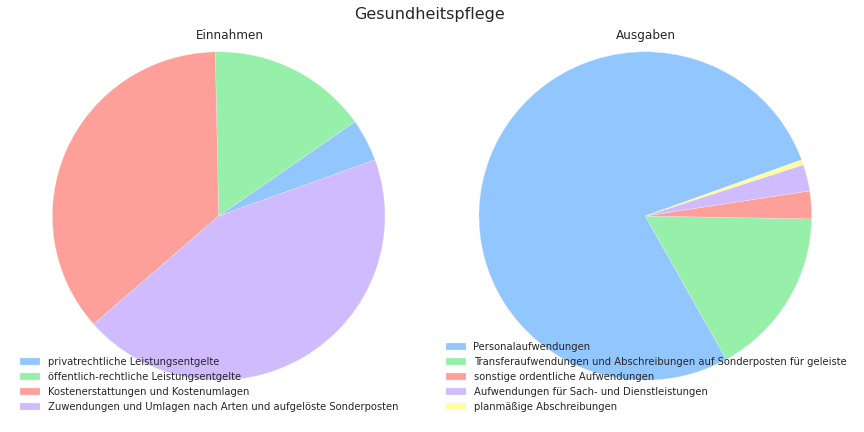 Gesundheitspflege
Einnahmen
privatrechtliche Leistungsentgelte
öffentlich-rechtliche Leistungsentgelte
Kostenerstattungen und Kostenumlagen
Zuwendungen und Umlagen nach Arten und aufgelöste Sonderposten
Ausgaben
Personalaufwendungen
Transferaufwendungen und Abschreibungen auf Sonderposten für geleiste
sonstige ordentliche Aufwendungen
Aufwendungen für Sach- und Dienstleistungen
planmäßige Abschreibungen